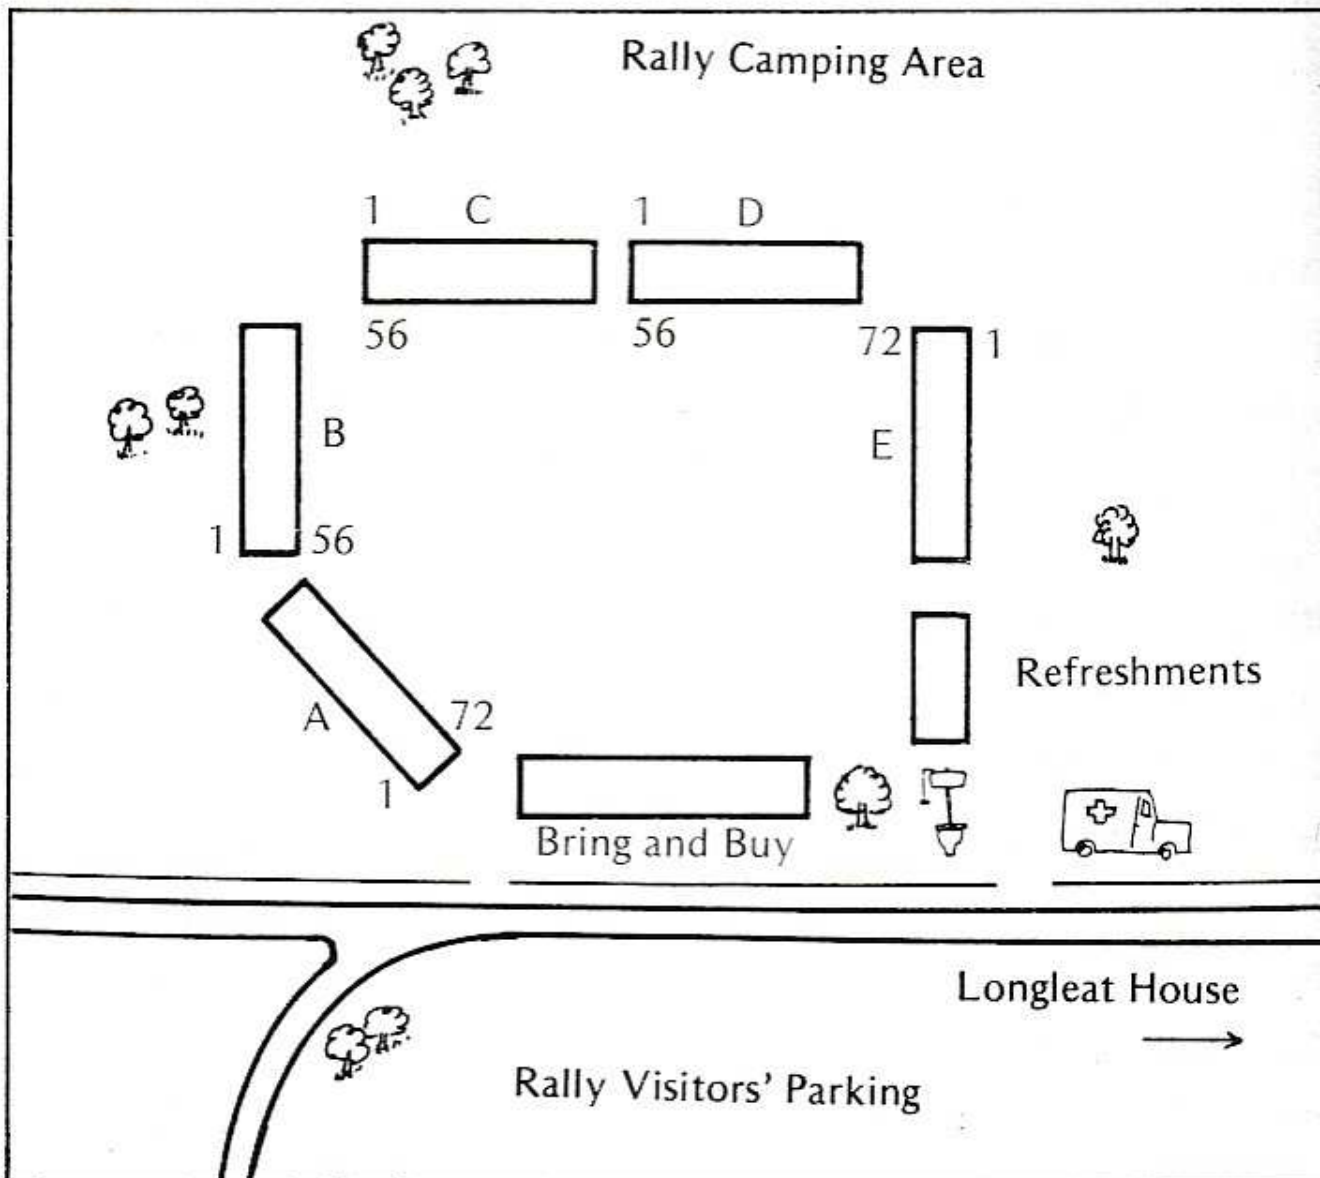 Rally Camping Area
1 C 1 D
56 56 72 1
B E
1 56
Refreshments
A 72
1
Bring and Buy
Longleat House
Rally Visitors' Parking